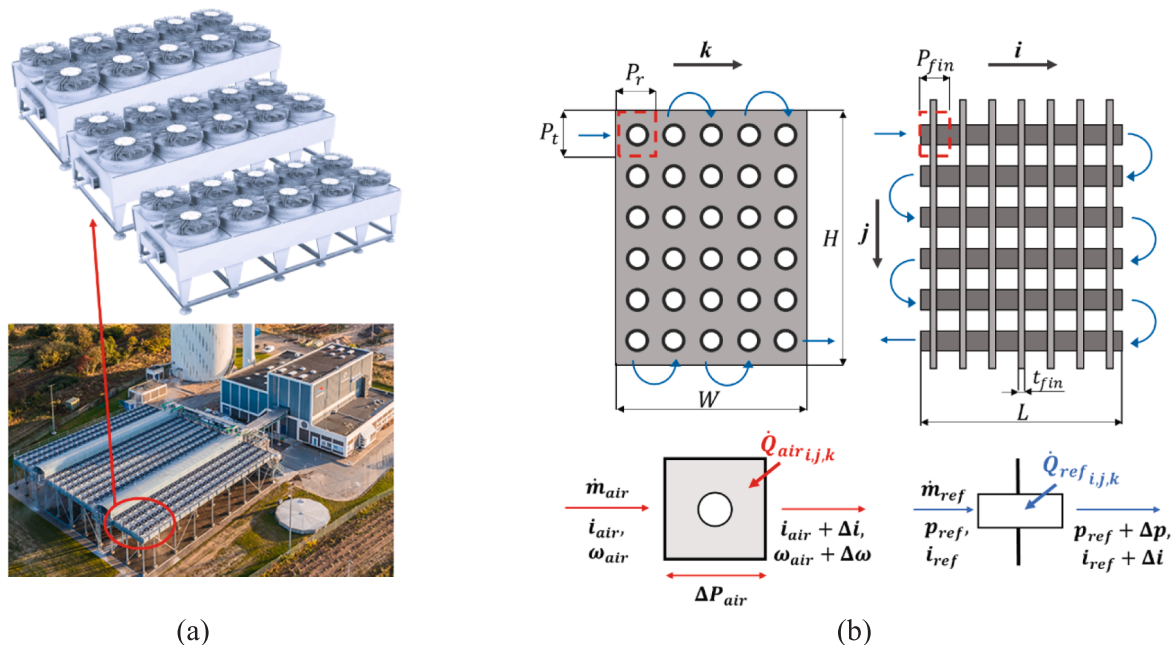 k
i
P_r
P_fin
P_t
H
j
W
t_fin
L
Q̇_air i,j,k
ṁ_air
i_air,
ω_air
i_air + Δi,
ω_air + Δω
ΔP_air
Q̇_ref i,j,k
ṁ_ref
p_ref,
i_ref
p_ref + Δp,
i_ref + Δi
(a)
(b)